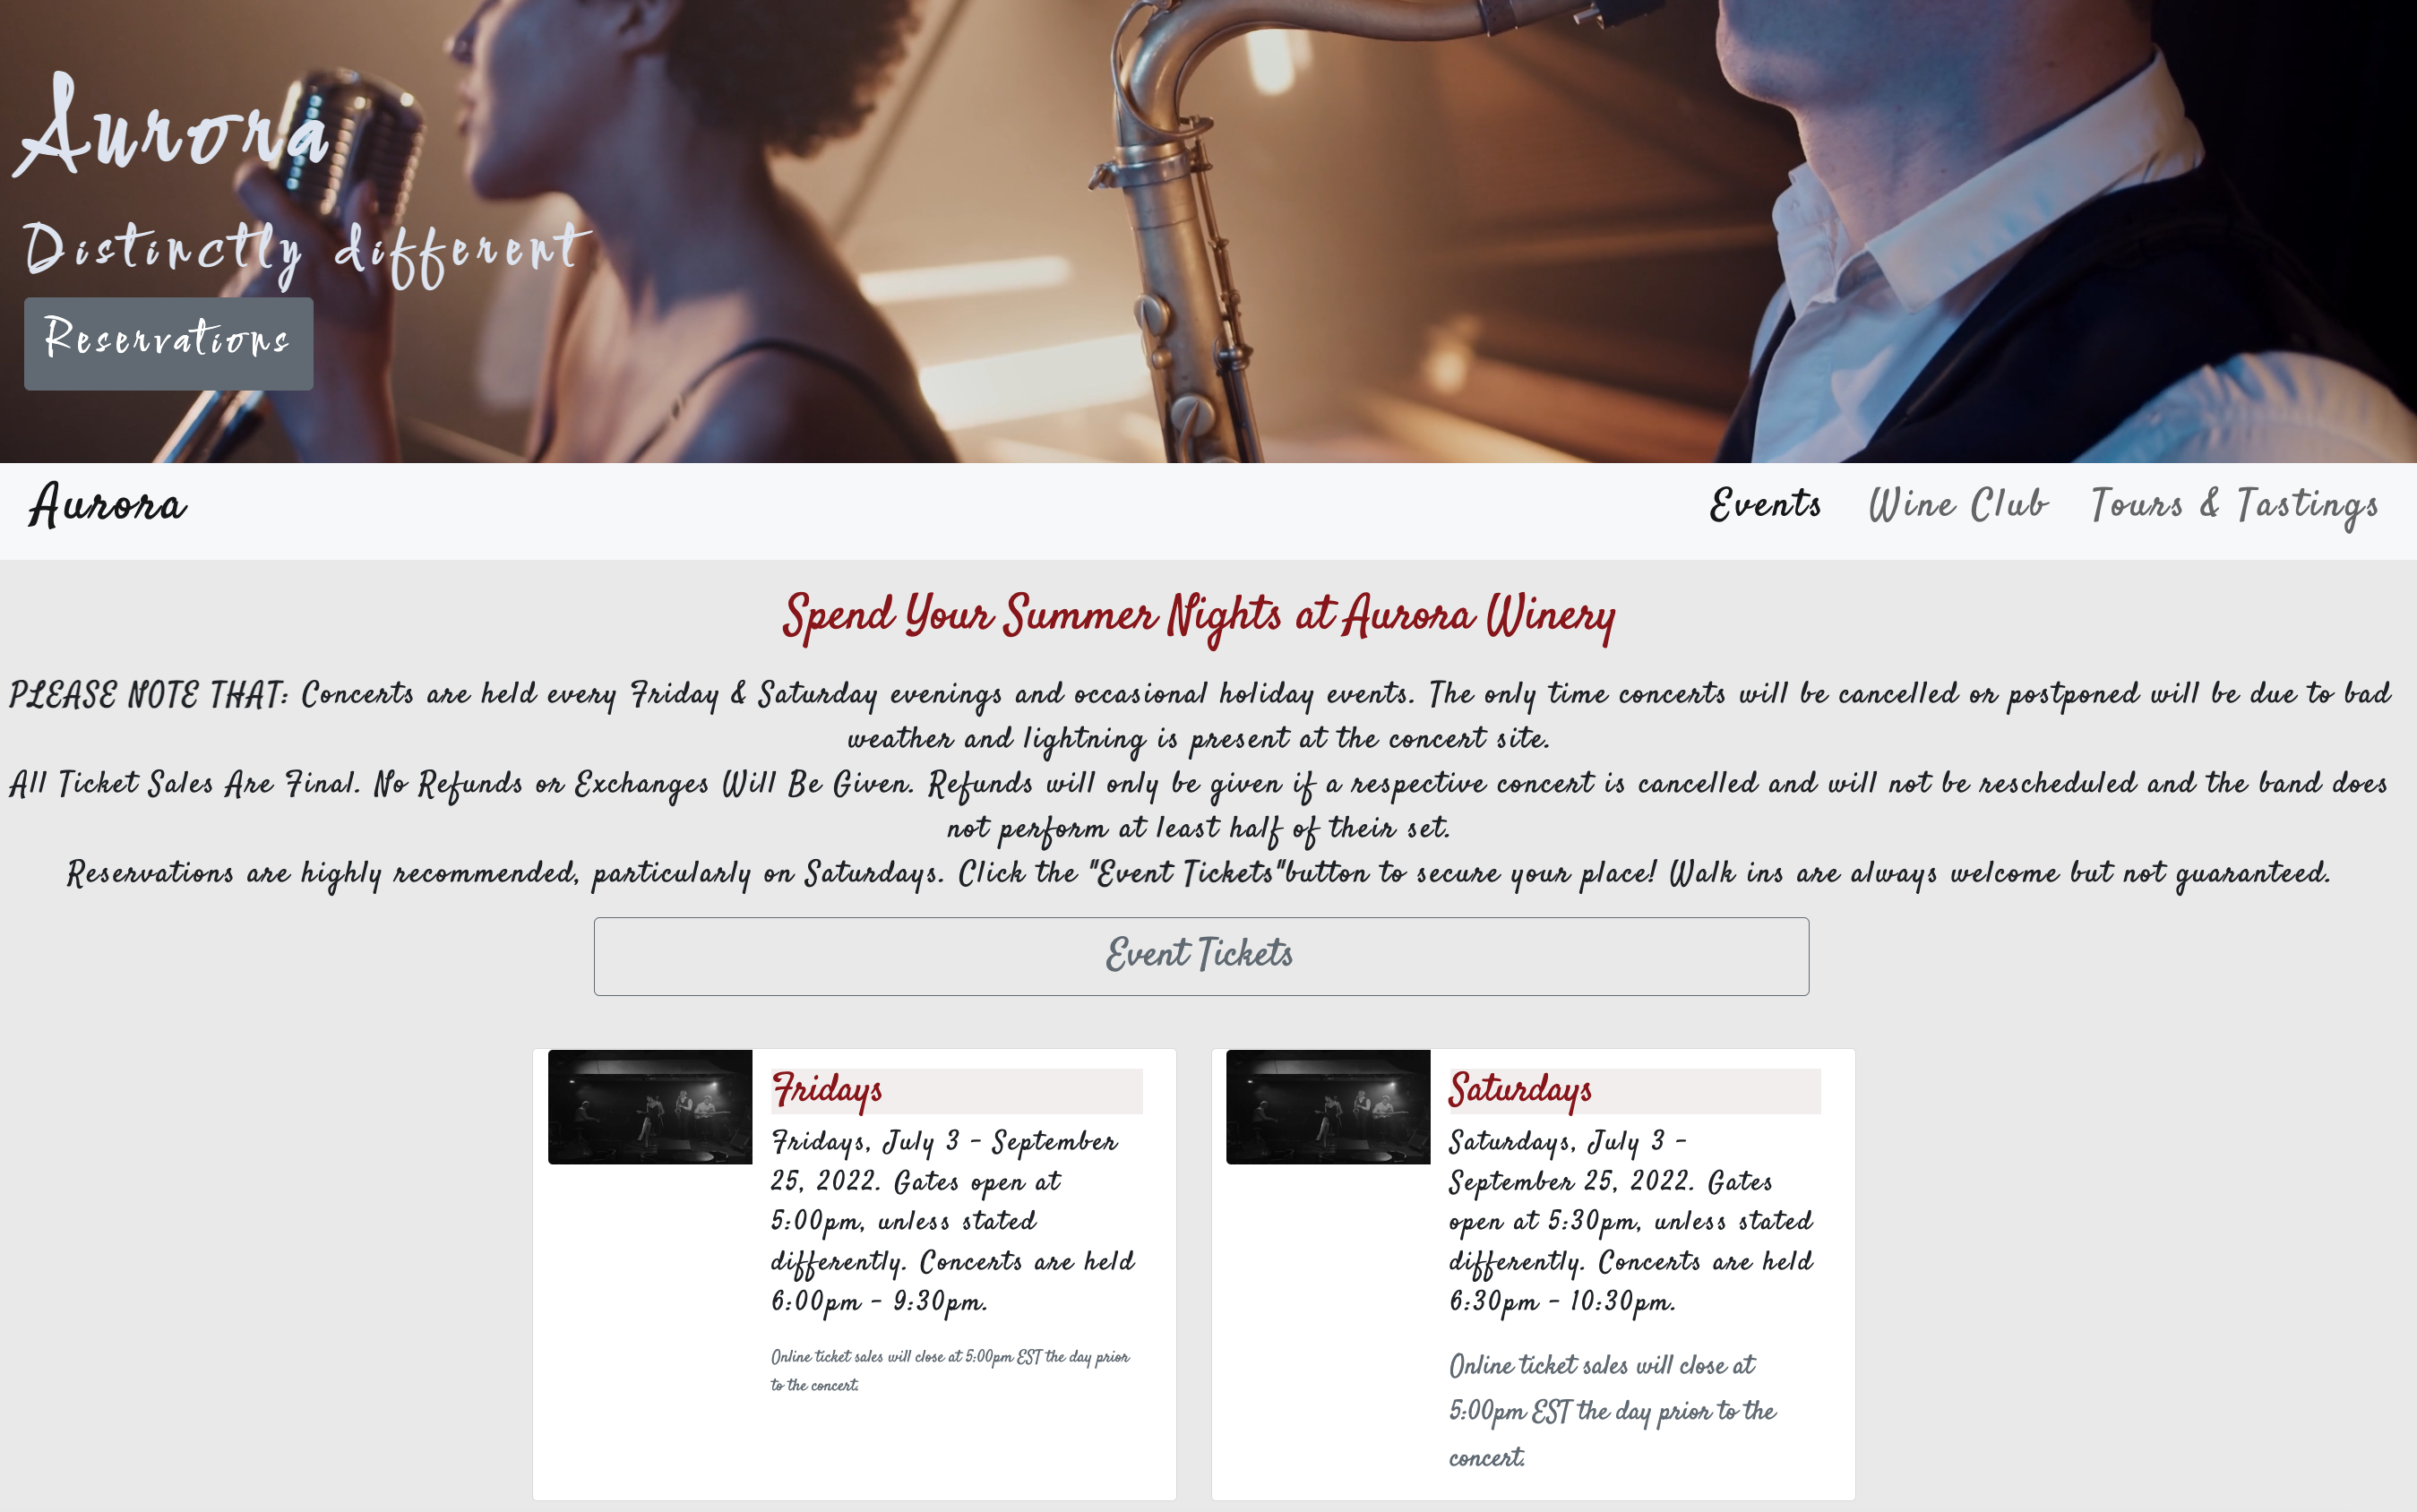 Aurora
Distinctly different
Reservations
Aurora
Events Wine Club Tours & Tastings
Spend Your Summer Nights at Aurora Winery
PLEASE NOTE THAT: Concerts are held every Friday & Saturday evenings and occasional holiday events. The only time concerts will be cancelled or postponed will be due to bad
weather and lightning is present at the concert site.
All Ticket Sales Are Final. No Refunds or Exchanges Will Be Given. Refunds will only be given if a respective concert is cancelled and will not be rescheduled and the band does
not perform at least half of their set.
Reservations are highly recommended, particularly on Saturdays. Click the "Event Tickets"button to secure your place! Walk ins are always welcome but not guaranteed.
Event Tickets
Fridays
Fridays, July 3 - September
25, 2022. Gates open at
5:00pm, unless stated
differently. Concerts are held
6:00pm - 9:30pm.
Online ticket sales will close at 5:00pm EST the day prior
to the concert.
Saturdays
Saturdays, July 3 -
September 25, 2022. Gates
open at 5:30pm, unless stated
differently. Concerts are held
6:30pm - 10:30pm.
Online ticket sales will close at
5:00pm EST the day prior to the
concert.